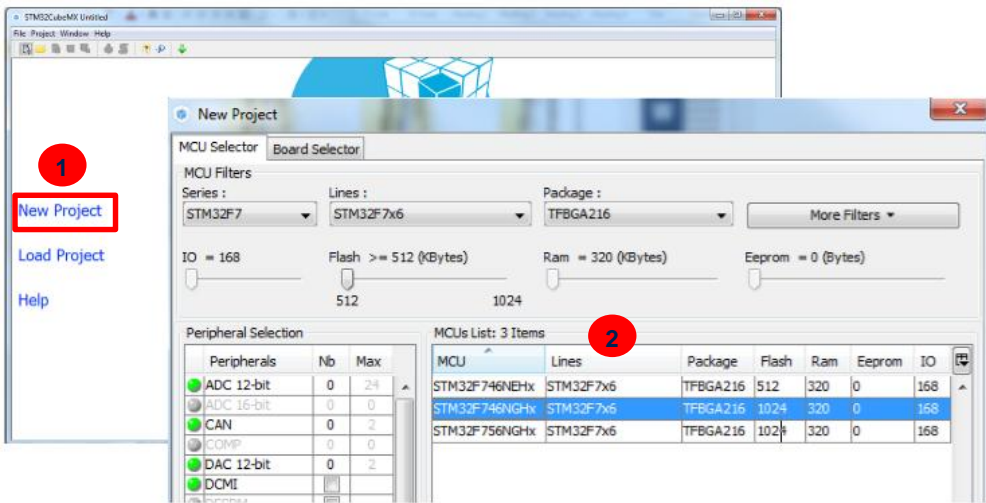 STM32CubeMX Untitled
File Project Window Help
New Project
MCU Selector Board Selector
MCU Filters
Series : Lines : Package :
STM32F7 STM32F7x6 TFBGA216 More Filters
1
New Project
Load Project
Help
IO = 168 Flash >= 512 (KBytes) Ram = 320 (KBytes) Eeprom = 0 (Bytes)
512 1024
Peripheral Selection MCUs List: 3 Items
2
Peripherals Nb Max MCU Lines Package Flash Ram Eeprom IO
ADC 12-bit 0 24 STM32F746NEHx STM32F7x6 TFBGA216 512 320 0 168
ADC 16-bit 0 0 STM32F746NGHx STM32F7x6 TFBGA216 1024 320 0 168
CAN 0 2 STM32F756NGHx STM32F7x6 TFBGA216 1024 320 0 168
COMP 0 0
DAC 12-bit 0 2
DCMI